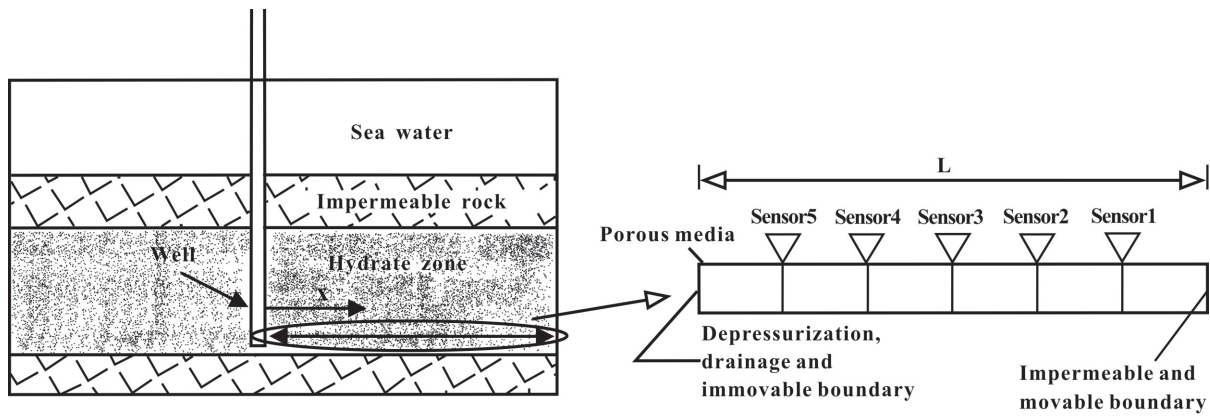 Sea water
Impermeable rock
Well
Hydrate zone
x
L
Sensor5 Sensor4 Sensor3 Sensor2 Sensor1
Porous media
Depressurization,
drainage and
immovable boundary
Impermeable and
movable boundary